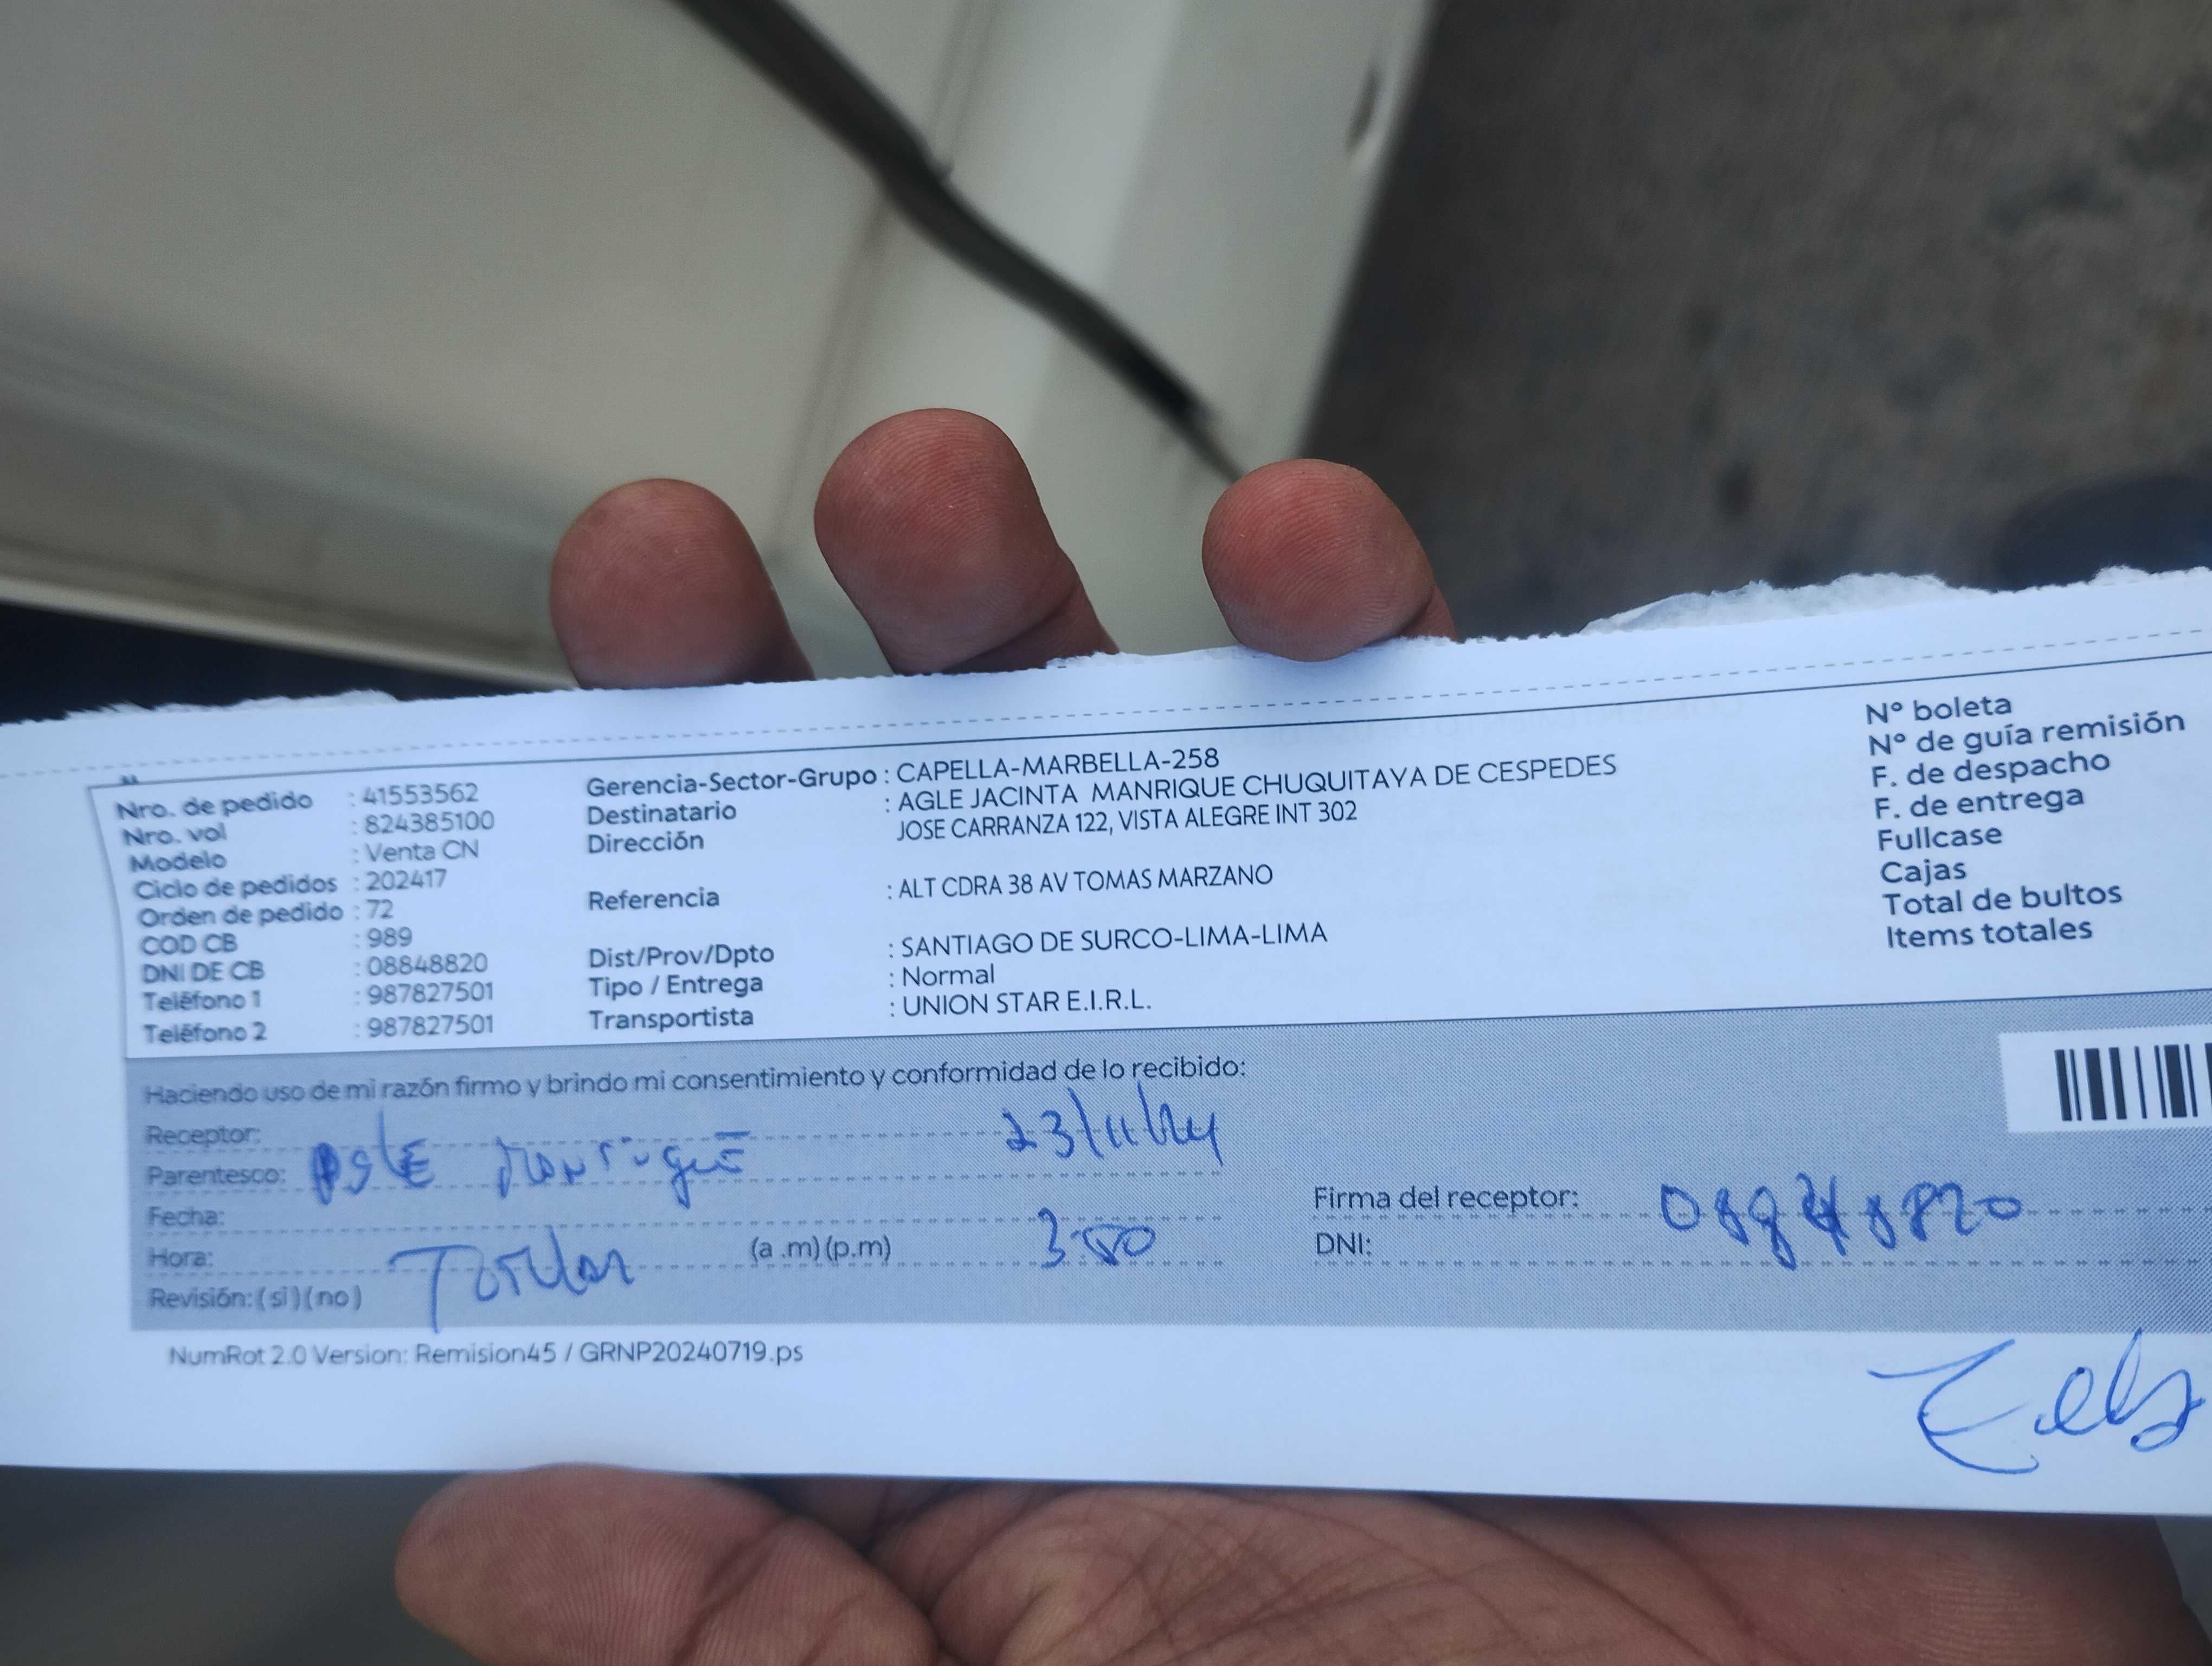 Nro. de pedido : 41553562
Nro. vol : 824385100
Modelo : Venta CN
Ciclo de pedidos : 202417
Orden de pedido : 72
COD CB : 989
DNI DE CB : 08848820
Teléfono 1 : 987827501
Teléfono 2 : 987827501
Gerencia-Sector-Grupo : CAPELLA-MARBELLA-258
Destinatario : AGLE JACINTA MANRIQUE CHUQUITAYA DE CESPEDES
Dirección JOSE CARRANZA 122, VISTA ALEGRE INT 302
Referencia : ALT CDRA 38 AV TOMAS MARZANO
Dist/Prov/Dpto : SANTIAGO DE SURCO-LIMA-LIMA
Tipo / Entrega : Normal
Transportista : UNION STAR E.I.R.L.
N° boleta
N° de guía remisión
F. de despacho
F. de entrega
Fullcase
Cajas
Total de bultos
Items totales
Haciendo uso de mi razón firmo y brindo mi consentimiento y conformidad de lo recibido:
Receptor: 23/11/24
Parentesco: Manrique
Fecha:
Hora: Titular (a .m) (p.m) 3:50
Revisión: ( si ) ( no )
Firma del receptor: 08848820
DNI:
NumRot 2.0 Version: Remision45 / GRNP20240719.ps